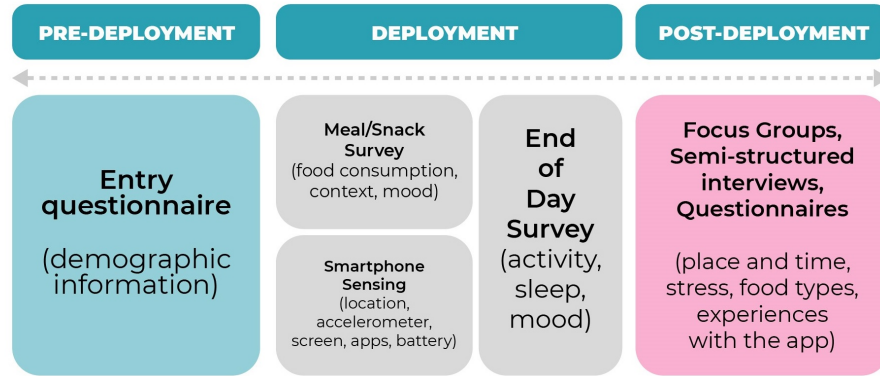 PRE-DEPLOYMENT
DEPLOYMENT
POST-DEPLOYMENT
Entry
questionnaire
(demographic
information)
Meal/Snack
Survey
(food consumption,
context, mood)
Smartphone
Sensing
(location,
accelerometer,
screen, apps, battery)
End
of
Day
Survey
(activity,
sleep,
mood)
Focus Groups,
Semi-structured
interviews,
Questionnaires
(place and time,
stress, food types,
experiences
with the app)